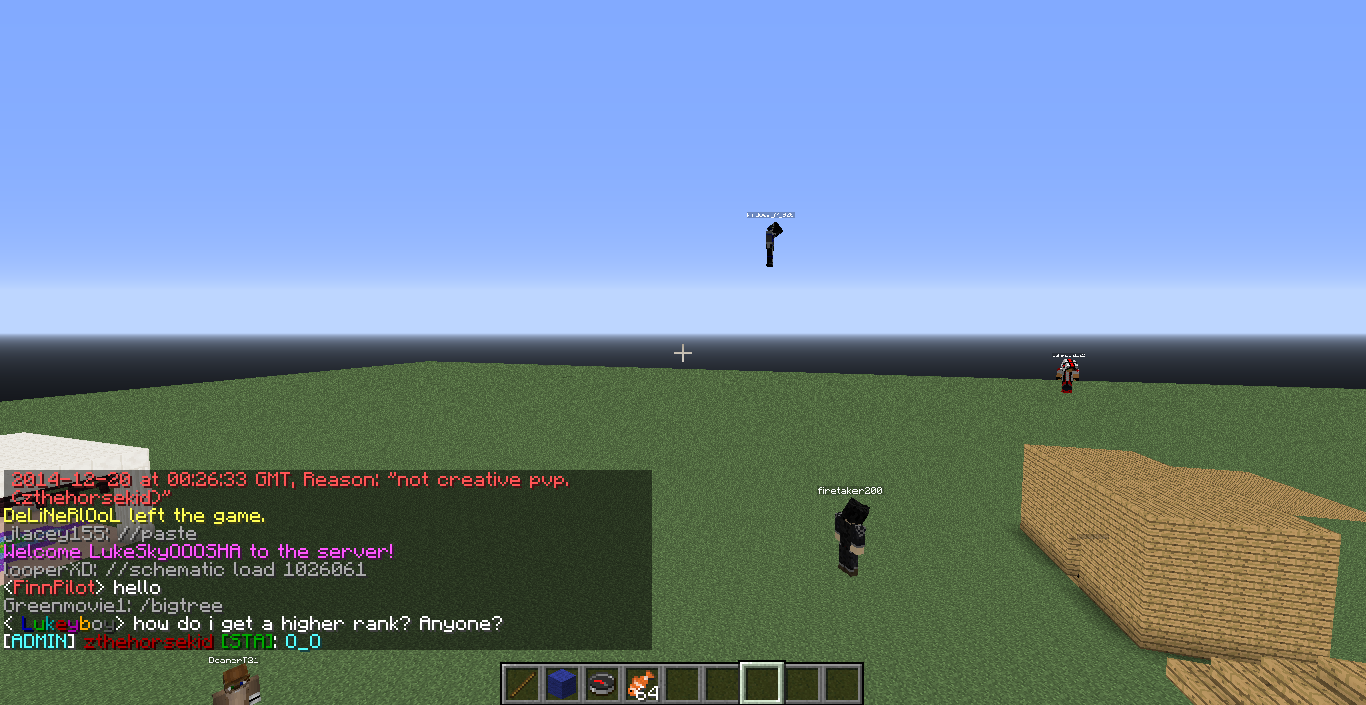 firetaker200
2014-12-20 at 00:26:33 GMT, Reason: "not creative pvp.
(zthehorsekid)"
DeLiNeRlOoL left the game.
jlacey155: //paste
Welcome LukeSkyOOOSHA to the server!
looperXD: //schematic load 1026061
<FinnPilot> hello
Greenmovie1: /bigtree
< Lukeyboy> how do i get a higher rank? Anyone?
[ADMIN] zthehorsekid [STA]: O_O
64